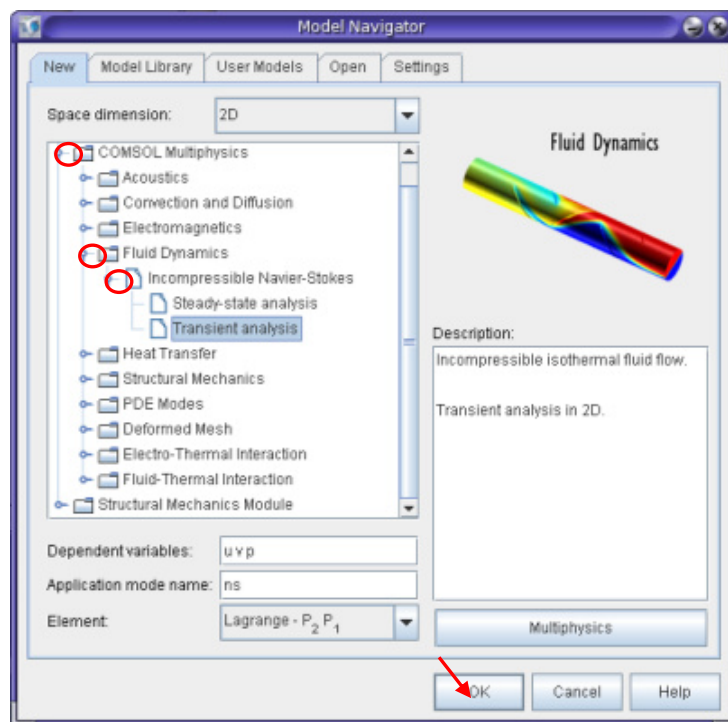 Model Navigator
New Model Library User Models Open Settings
Space dimension: 2D
COMSOL Multiphysics
Acoustics
Convection and Diffusion
Electromagnetics
Fluid Dynamics
Incompressible Navier-Stokes
Steady-state analysis
Transient analysis
Heat Transfer
Structural Mechanics
PDE Modes
Deformed Mesh
Electro-Thermal Interaction
Fluid-Thermal Interaction
Structural Mechanics Module
Dependent variables: u v p
Application mode name: ns
Element: Lagrange - P2 P1
Fluid Dynamics
Description:
Incompressible isothermal fluid flow.
Transient analysis in 2D.
Multiphysics
OK Cancel Help